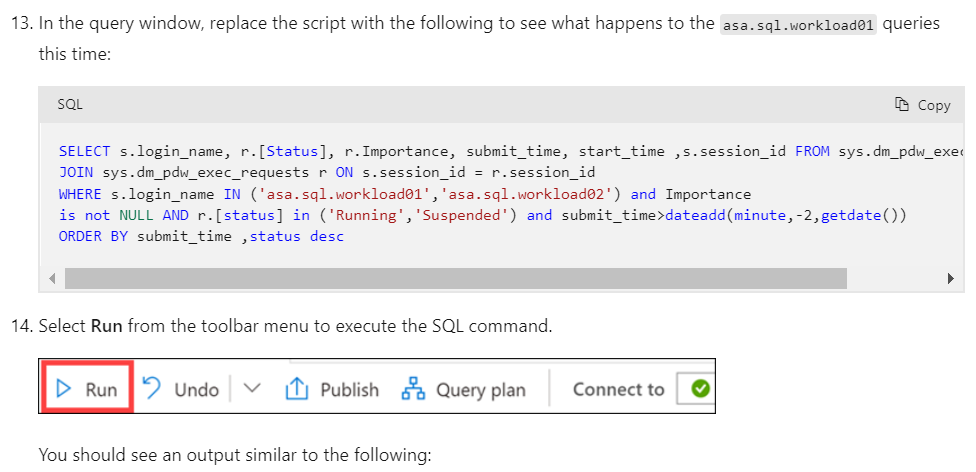 13. In the query window, replace the script with the following to see what happens to the asa.sql.workload01 queries
this time:
SQL
Copy
SELECT s.login_name, r.[Status], r.Importance, submit_time, start_time ,s.session_id FROM sys.dm_pdw_exec
JOIN sys.dm_pdw_exec_requests r ON s.session_id = r.session_id
WHERE s.login_name IN ('asa.sql.workload01','asa.sql.workload02') and Importance
is not NULL AND r.[status] in ('Running','Suspended') and submit_time>dateadd(minute,-2,getdate())
ORDER BY submit_time ,status desc
14. Select Run from the toolbar menu to execute the SQL command.
Run Undo Publish Query plan Connect to
You should see an output similar to the following: